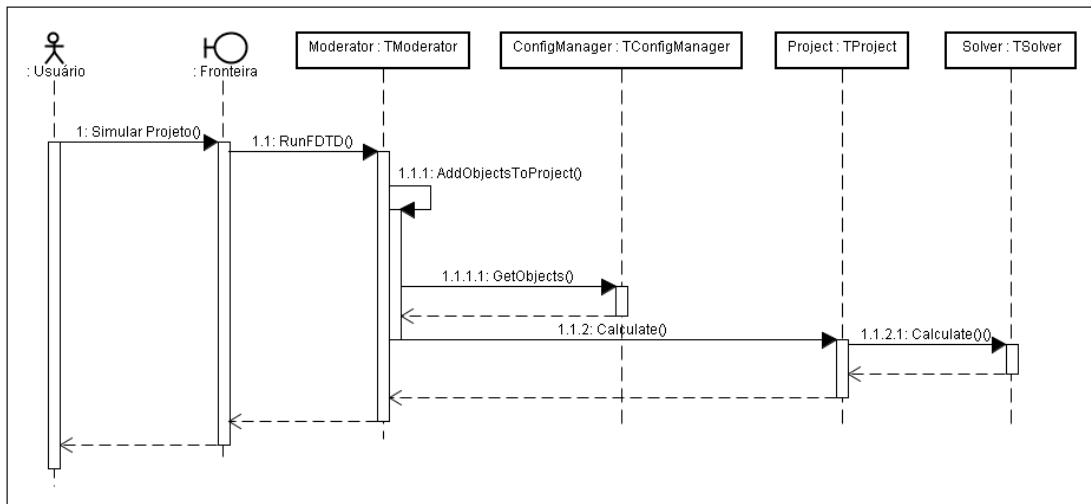 Moderator : TModerator
ConfigManager : TConfigManager
Project : TProject
Solver : TSolver
: Usuário
: Fronteira
1: Simular Projeto()
1.1: RunFDTD()
1.1.1: AddObjectsToProject()
1.1.1.1: GetObjects()
1.1.2: Calculate()
1.1.2.1: Calculate()()